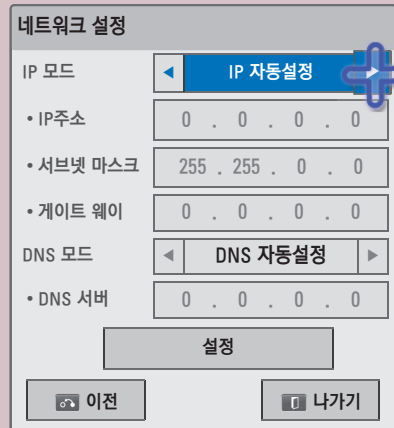 네트워크 설정
IP 모드 ◀ IP 자동설정 ▶
• IP주소 0 . 0 . 0 . 0
• 서브넷 마스크 255 . 255 . 0 . 0
• 게이트 웨이 0 . 0 . 0 . 0
DNS 모드 ◀ DNS 자동설정 ▶
• DNS 서버 0 . 0 . 0 . 0
설정
이전 나가기